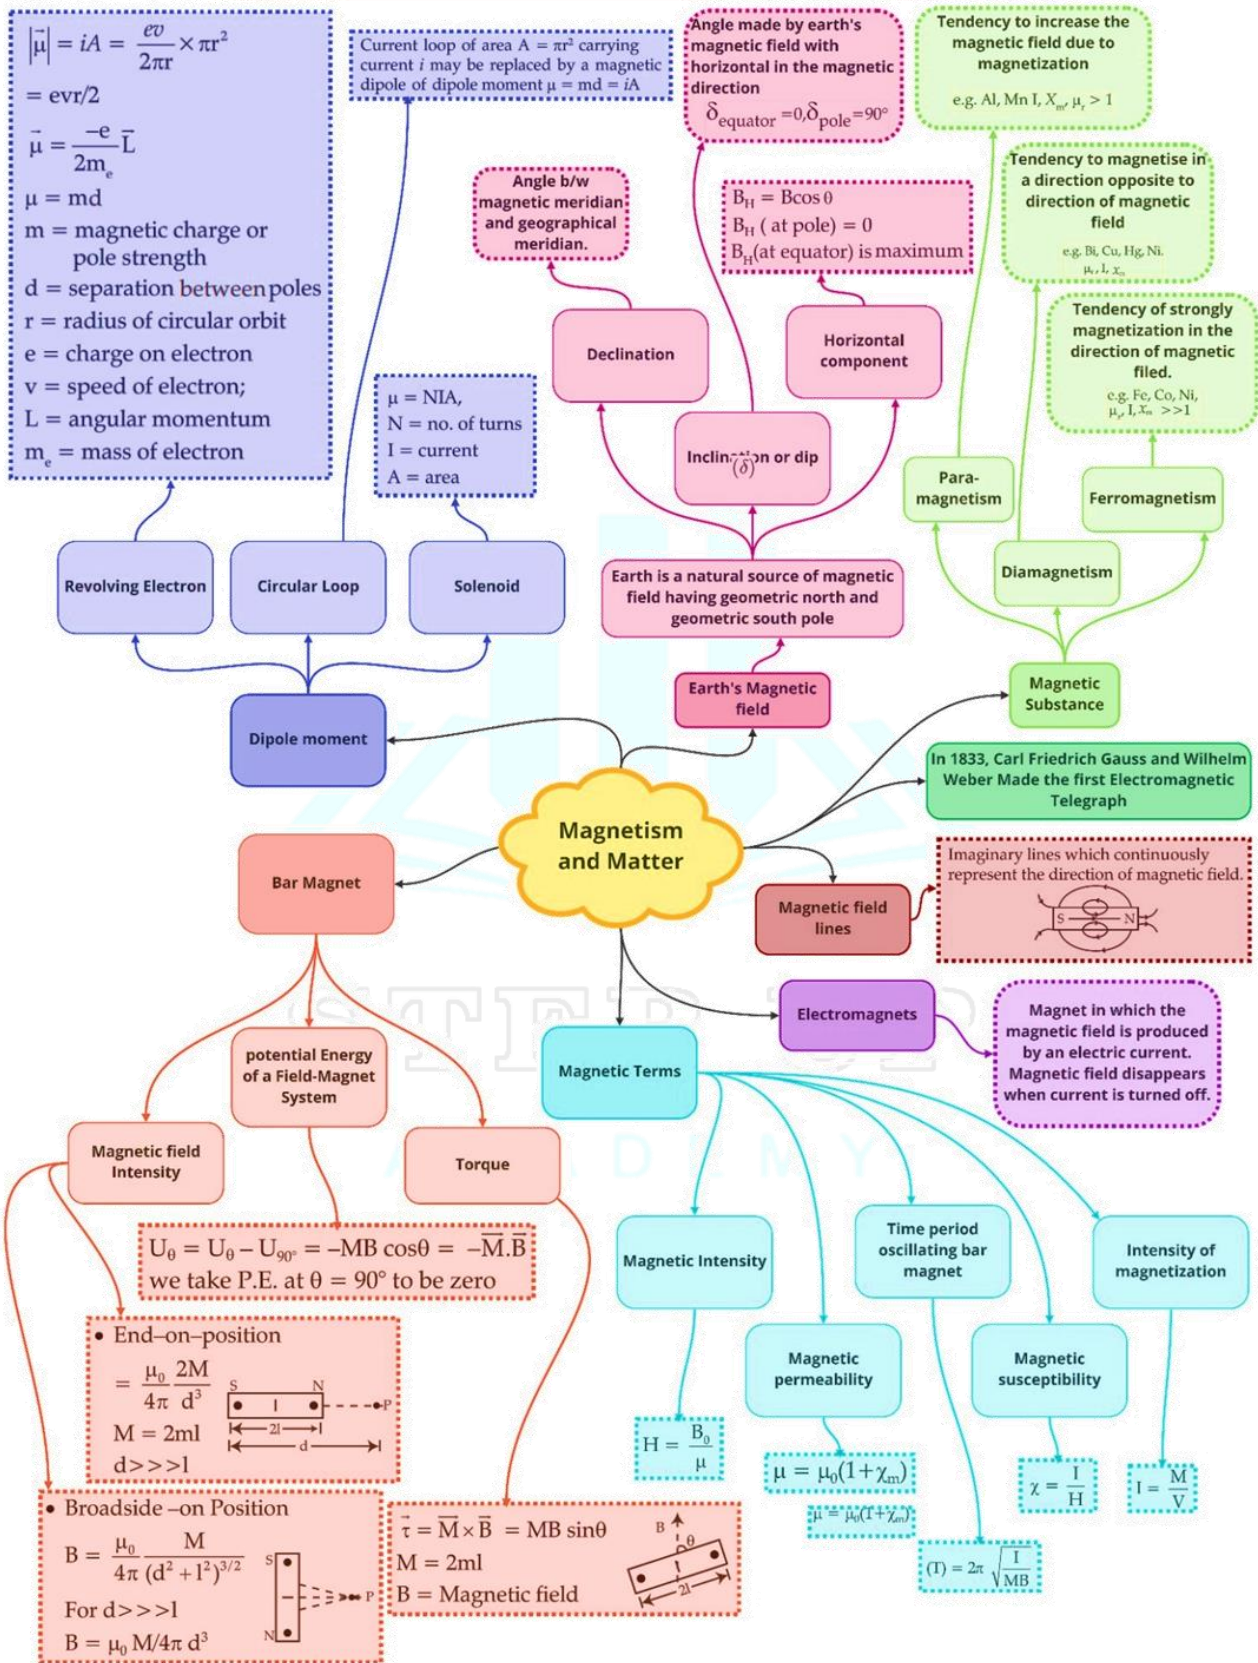 |μ⃗| = iA = ev/2πr × πr²
= evr/2
μ⃗ = −e/2mₑ L⃗
μ = md
m = magnetic charge or
pole strength
d = separation between poles
r = radius of circular orbit
e = charge on electron
v = speed of electron;
L = angular momentum
mₑ = mass of electron
Current loop of area A = πr² carrying
current i may be replaced by a magnetic
dipole of dipole moment μ = md = iA
μ = NIA,
N = no. of turns
I = current
A = area
Revolving Electron
Circular Loop
Solenoid
Dipole moment
Angle made by earth's
magnetic field with
horizontal in the magnetic
direction
δequator =0,δpole=90°
Angle b/w
magnetic meridian
and geographical
meridian.
B_H = Bcos θ
B_H ( at pole) = 0
B_H(at equator) is maximum
Declination
Horizontal
component
or dip
(δ)
Earth is a natural source of magnetic
field having geometric north and
geometric south pole
Earth's Magnetic
field
Tendency to increase the
magnetic field due to
magnetization
e.g. Al, Mn I, Xₘ, μᵣ > 1
Tendency to magnetise in
a direction opposite to
direction of magnetic
field
e.g. Bi, Cu, Hg, Ni.
μᵣ, I, χₘ
Tendency of strongly
magnetization in the
direction of magnetic
filed.
e.g. Fe, Co, Ni,
μᵣ, I, xₘ >>1
Para-
magnetism
Ferromagnetism
Diamagnetism
Magnetic
Substance
In 1833, Carl Friedrich Gauss and Wilhelm
Weber Made the first Electromagnetic
Telegraph
Magnetism
and Matter
Imaginary lines which continuously
represent the direction of magnetic field.
S N
Magnetic field
lines
Electromagnets
Magnet in which the
magnetic field is produced
by an electric current.
Magnetic field disappears
when current is turned off.
Bar Magnet
potential Energy
of a Field-Magnet
System
Magnetic field
Intensity
Torque
U_θ = U_θ − U₉₀° = −MB cosθ = −M⃗.B⃗
we take P.E. at θ = 90° to be zero
• End–on–position
= μ₀/4π 2M/d³
M = 2ml
d>>>l
S N P
2l
d
• Broadside –on Position
B = μ₀/4π M/(d² + l²)³ᐟ²
For d>>>l
B = μ₀ M/4π d³
S
P
N
τ⃗ = M⃗ × B⃗ = MB sinθ
M = 2ml
B = Magnetic field
B
θ
2l
Magnetic Terms
Magnetic Intensity
Magnetic
permeability
Time period
oscillating bar
magnet
Magnetic
susceptibility
Intensity of
magnetization
H = B₀/μ
μ = μ₀(1+χₘ)
μ = μ₀(1+χₘ)
(T) = 2π √(I/MB)
χ = I/H
I = M/V
ACADEMY